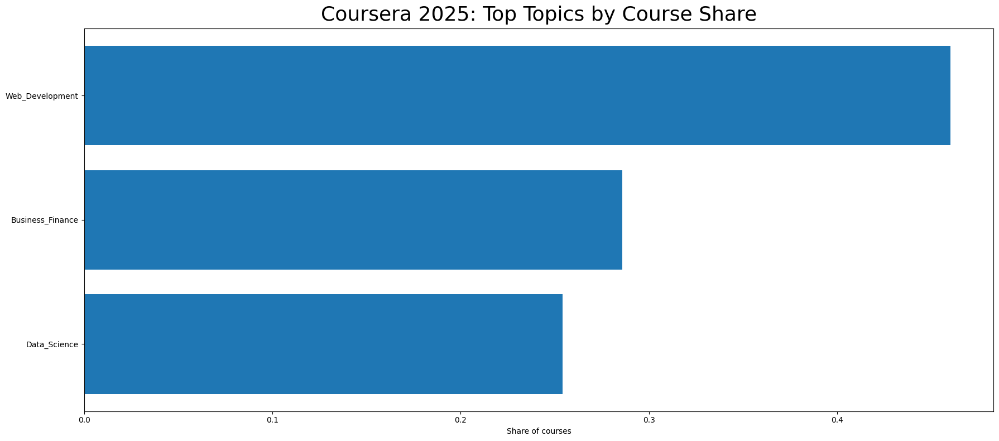 Coursera 2025: Top Topics by Course Share
Web_Development
Business_Finance
Data_Science
0.0 0.1 0.2 0.3 0.4
Share of courses